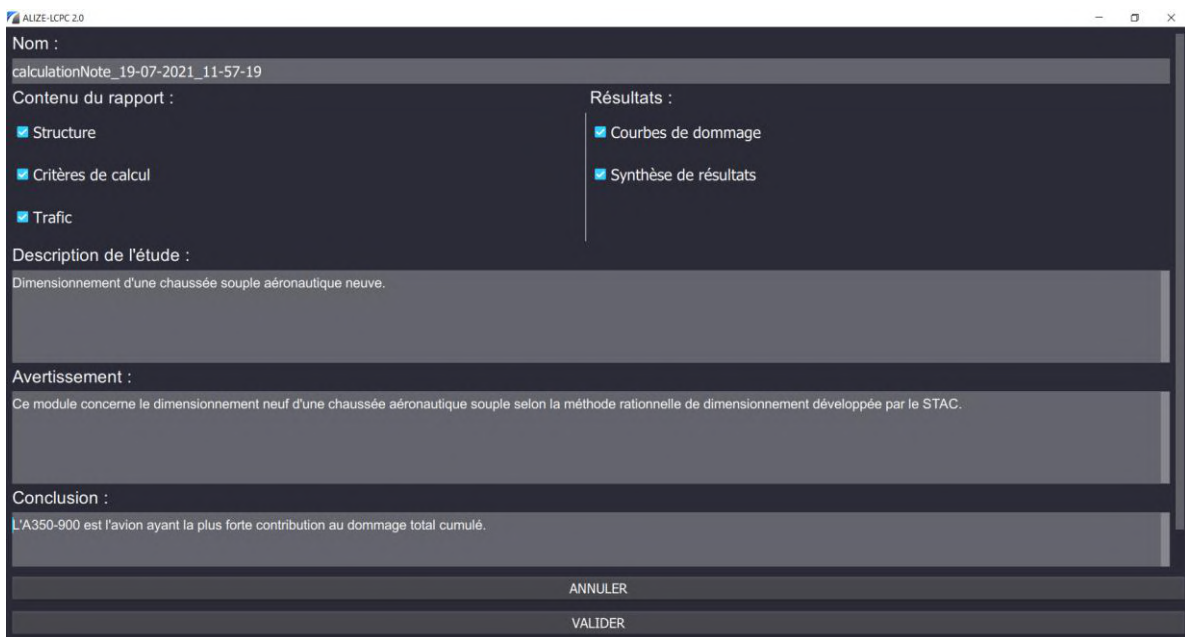 ALIZE-LCPC 2.0
Nom :
calculationNote_19-07-2021_11-57-19
Contenu du rapport :
Résultats :
Structure
Courbes de dommage
Critères de calcul
Synthèse de résultats
Trafic
Description de l'étude :
Dimensionnement d'une chaussée souple aéronautique neuve.
Avertissement :
Ce module concerne le dimensionnement neuf d'une chaussée aéronautique souple selon la méthode rationnelle de dimensionnement développée par le STAC.
Conclusion :
L'A350-900 est l'avion ayant la plus forte contribution au dommage total cumulé.
ANNULER
VALIDER